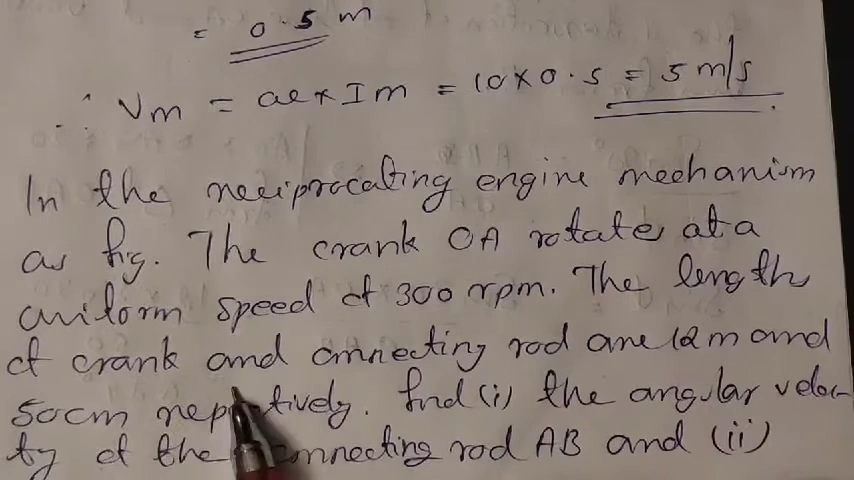 = 0.5 m
∴ Vm = ae × Im = 10 × 0.5 = 5 m/s.
In the reciprocating engine mechanism
as fig. The crank OA rotates at a
uniform speed of 300 rpm. The length
of crank and connecting rod are 12 m and
50cm respectively. find (i) the angular veloc-
ty of the connecting rod AB and (ii)